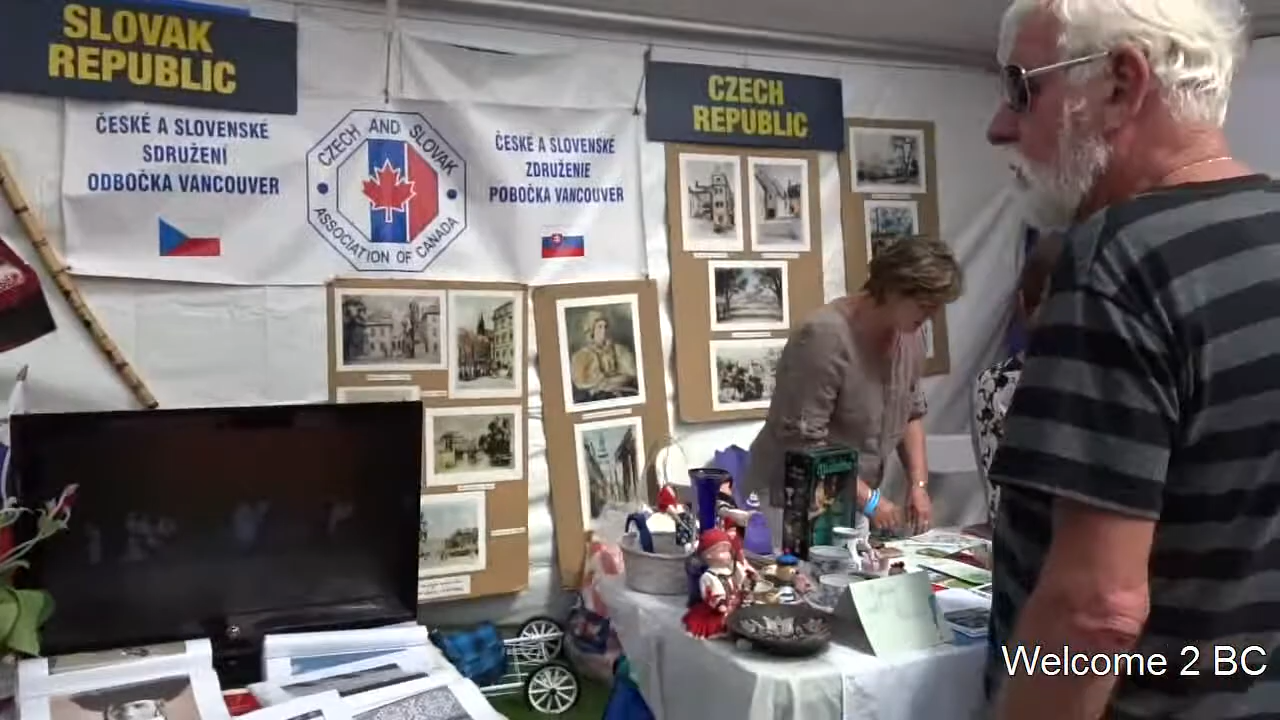 SLOVAK
REPUBLIC
ČESKÉ A SLOVENSKÉ
SDRUŽENÍ
ODBOČKA VANCOUVER
CZECH AND SLOVAK
ASSOCIATION OF CANADA
CZECH
REPUBLIC
ČESKÉ A SLOVENSKÉ
ZDRUŽENIE
POBOČKA VANCOUVER
Welcome 2 BC